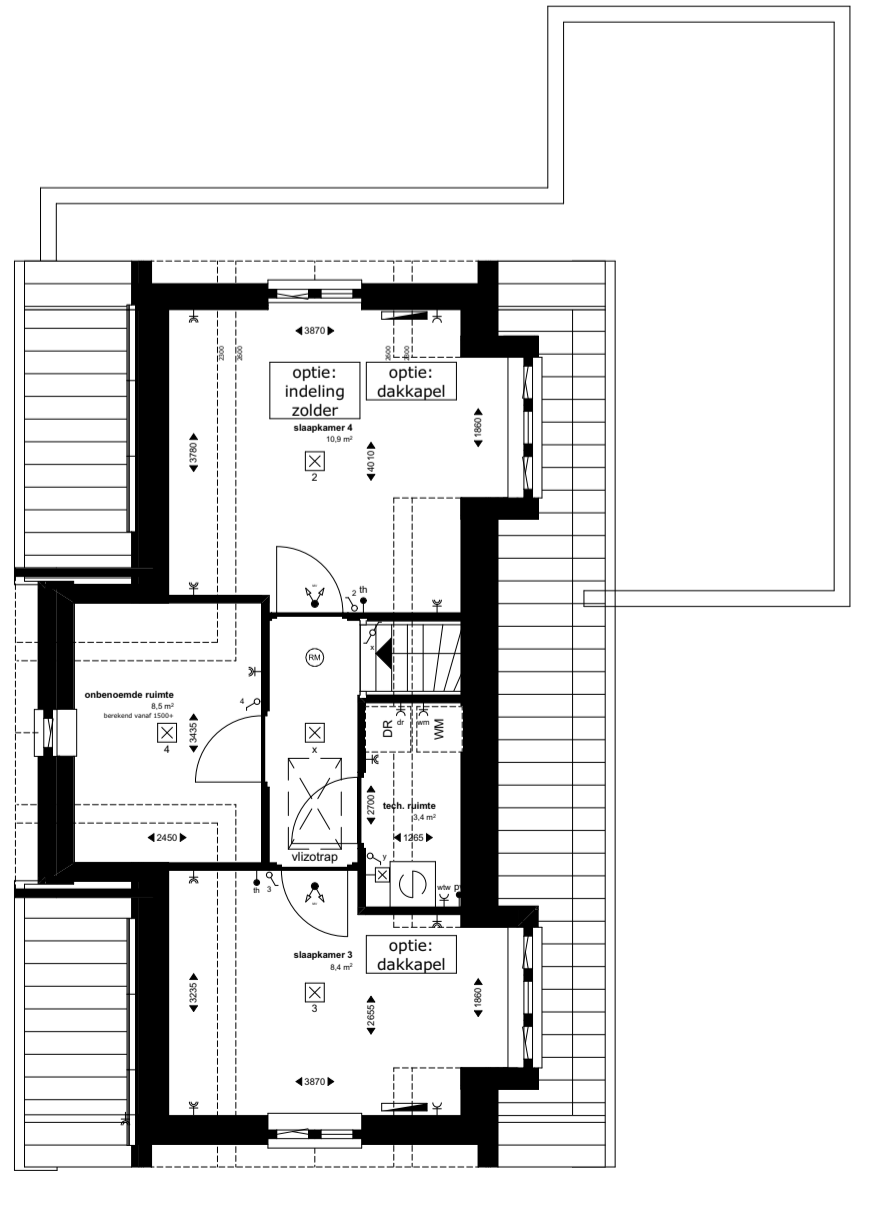 3870
2300
2600
2600
2300
optie:
indeling
zolder
optie:
dakkapel
slaapkamer 4
10,9 m²
1860
3780
4010
2
2
th
x
RM
onbenoemde ruimte
8,5 m²
berekend vanaf 1500+
4
3435
4
x
DR
dr
wm
WM
2700
tech. ruimte
3,4 m²
2450
1265
vlizotrap
y
wtw
th
3
slaapkamer 3
8,4 m²
optie:
dakkapel
3235
3
2655
1860
3870